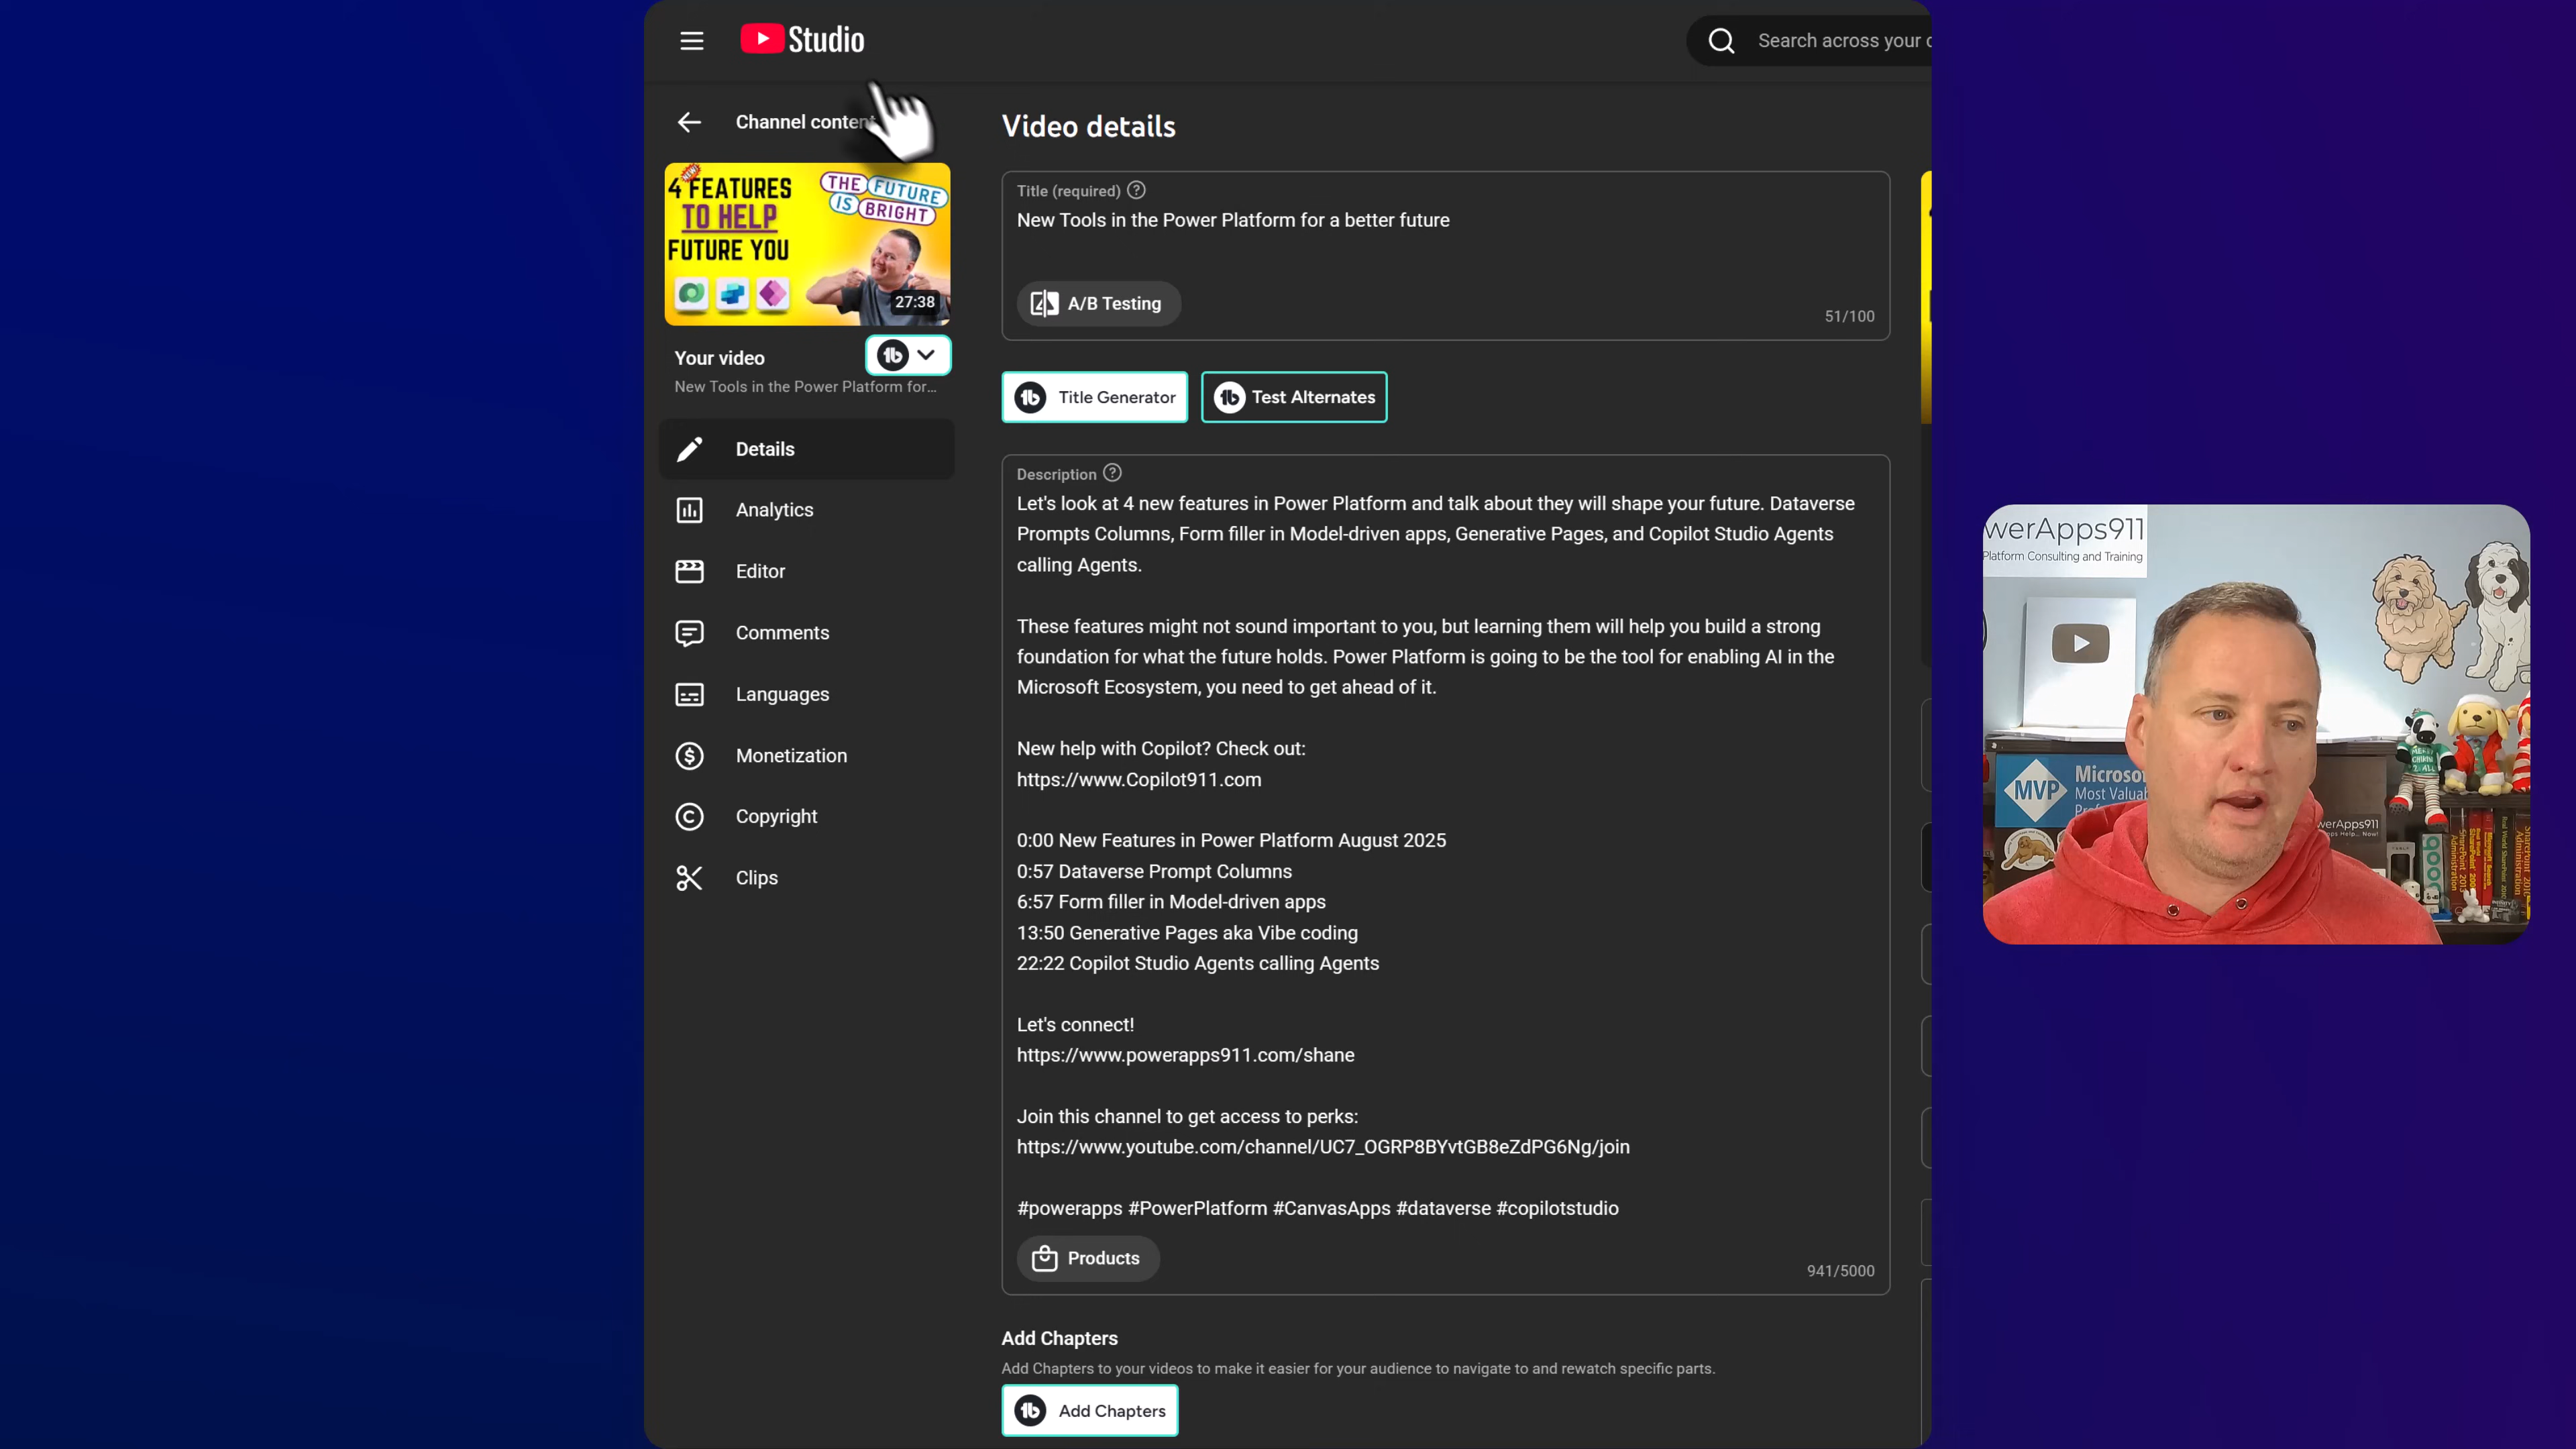 Studio
Search across your
Channel content
4 FEATURES
TO HELP
FUTURE YOU
THE FUTURE
IS BRIGHT
27:38
Your video
New Tools in the Power Platform for...
Details
Analytics
Editor
Comments
Languages
Monetization
Copyright
Clips
Video details
Title (required)
New Tools in the Power Platform for a better future
A/B Testing
51/100
Title Generator
Test Alternates
Description
Let's look at 4 new features in Power Platform and talk about they will shape your future. Dataverse
Prompts Columns, Form filler in Model-driven apps, Generative Pages, and Copilot Studio Agents
calling Agents.
These features might not sound important to you, but learning them will help you build a strong
foundation for what the future holds. Power Platform is going to be the tool for enabling AI in the
Microsoft Ecosystem, you need to get ahead of it.
New help with Copilot? Check out:
https://www.Copilot911.com
0:00 New Features in Power Platform August 2025
0:57 Dataverse Prompt Columns
6:57 Form filler in Model-driven apps
13:50 Generative Pages aka Vibe coding
22:22 Copilot Studio Agents calling Agents
Let's connect!
https://www.powerapps911.com/shane
Join this channel to get access to perks:
https://www.youtube.com/channel/UC7_OGRP8BYvtGB8eZdPG6Ng/join
#powerapps #PowerPlatform #CanvasApps #dataverse #copilotstudio
Products
941/5000
Add Chapters
Add Chapters to your videos to make it easier for your audience to navigate to and rewatch specific parts.
Add Chapters
werApps911
Platform Consulting and Training
MVP
Microso
Most Valuab
werApps911